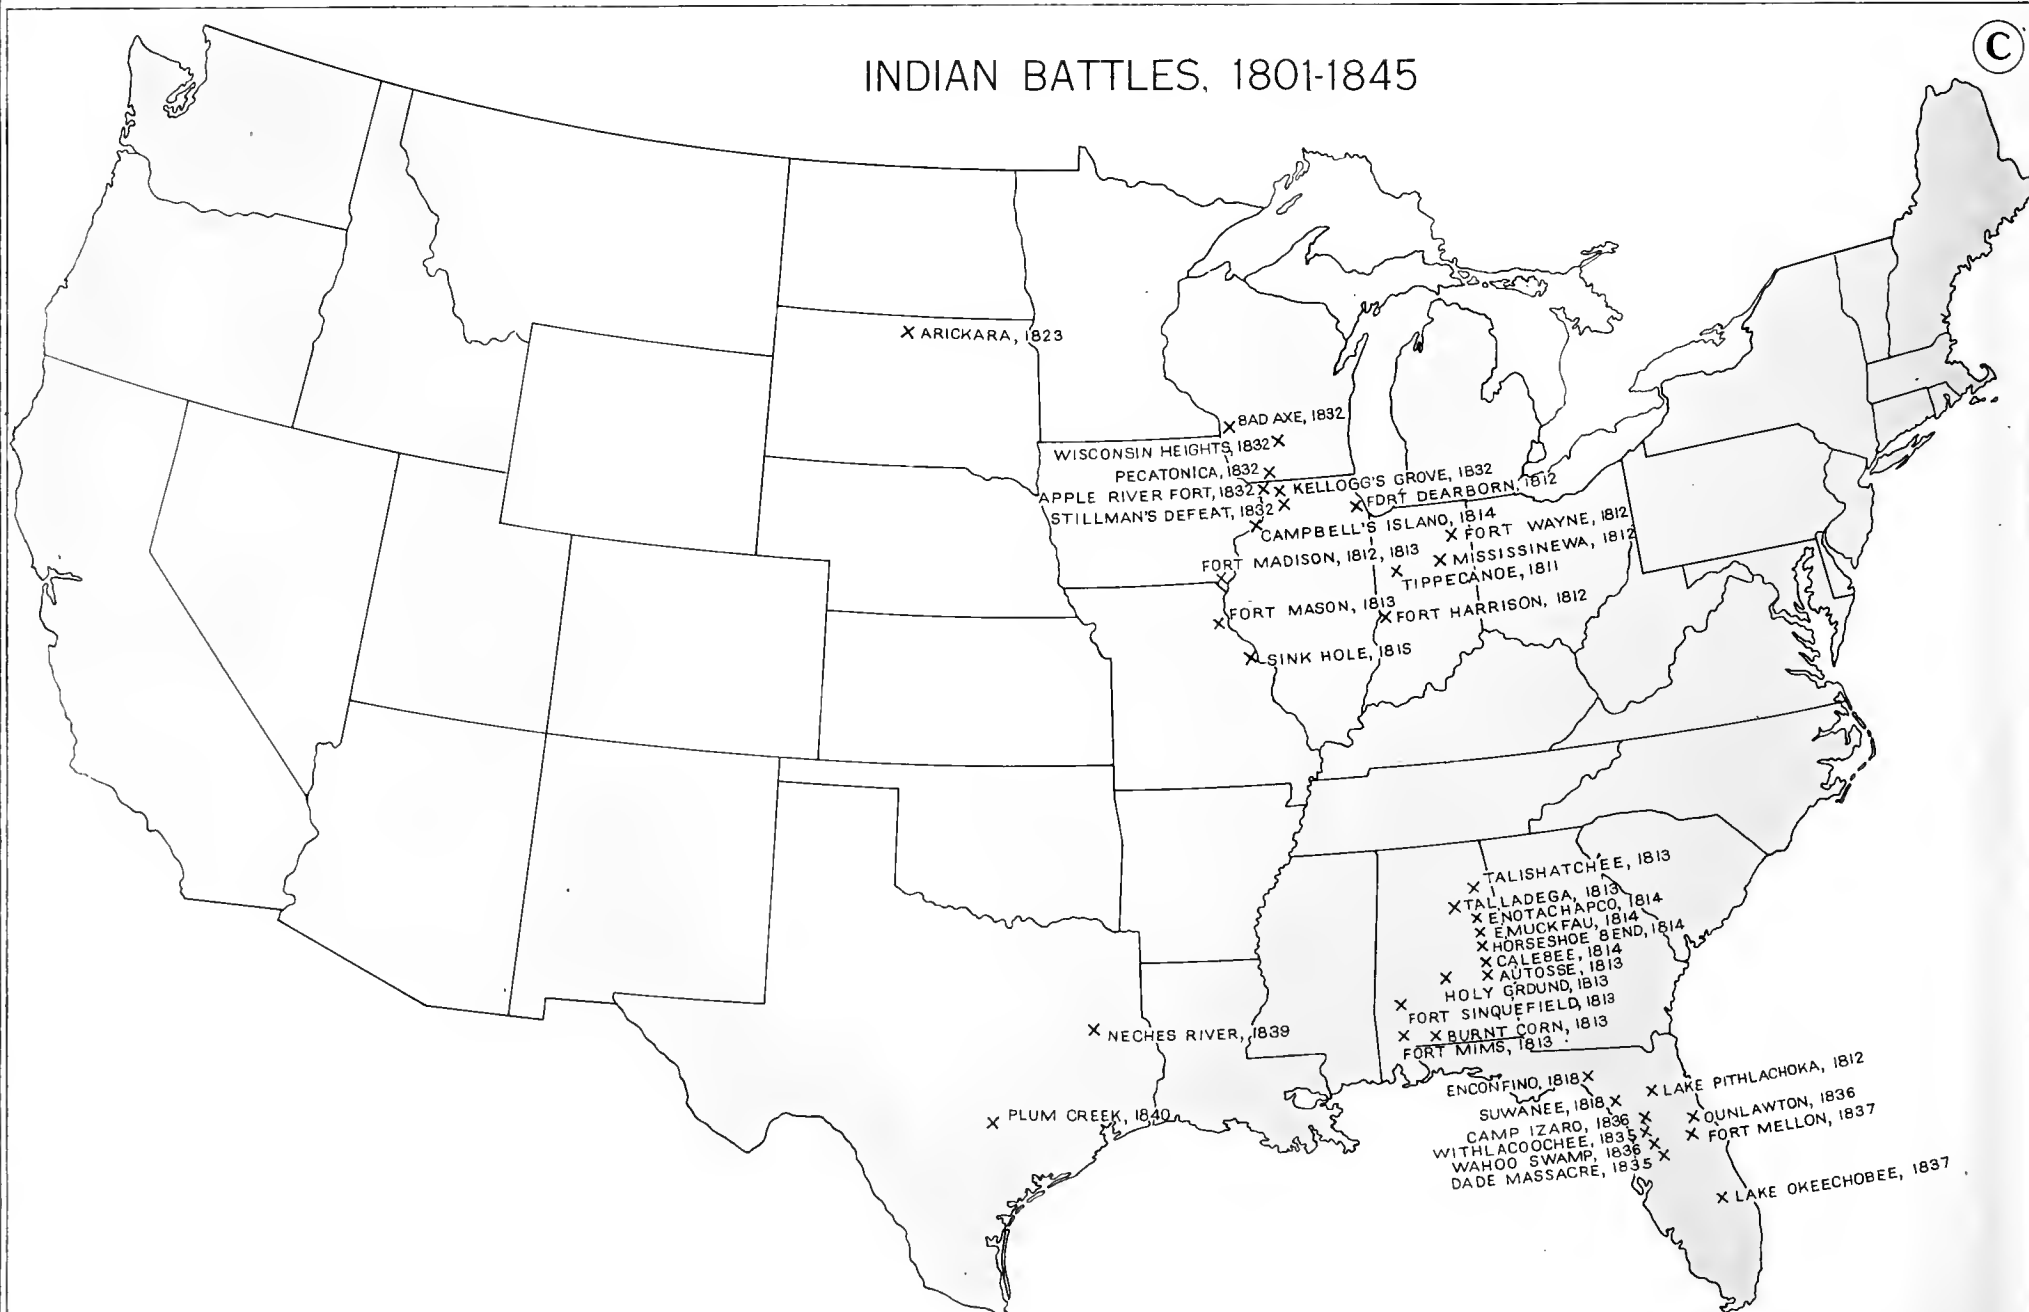 C
INDIAN BATTLES, 1801-1845
ARICKARA, 1823
BAD AXE, 1832
WISCONSIN HEIGHTS, 1832
PECATONICA, 1832
KELLOGG'S GROVE, 1832
APPLE RIVER FORT, 1832
FORT DEARBORN, 1812
STILLMAN'S DEFEAT, 1832
CAMPBELL'S ISLAND, 1814
FORT WAYNE, 1812
FORT MADISON, 1812, 1813
MISSISSINEWA, 1812
TIPPECANOE, 1811
FORT MASON, 1813
FORT HARRISON, 1812
SINK HOLE, 1815
TALISHATCHEE, 1813
TALLADEGA, 1813
ENOTACHAPCO, 1814
EMUCKFAU, 1814
HORSESHOE BEND, 1814
CALEBEE, 1814
AUTOSSE, 1813
HOLY GROUND, 1813
FORT SINQUEFIELD, 1813
BURNT CORN, 1813
FORT MIMS, 1813
NECHES RIVER, 1839
PLUM CREEK, 1840
ENCONFINO, 1818
LAKE PITHLACHOKA, 1812
SUWANEE, 1818
OUNLAWTON, 1836
CAMP IZARO, 1836
FORT MELLON, 1837
WITHLACOOCHEE, 1835
WAHOO SWAMP, 1836
DADE MASSACRE, 1835
LAKE OKEECHOBEE, 1837